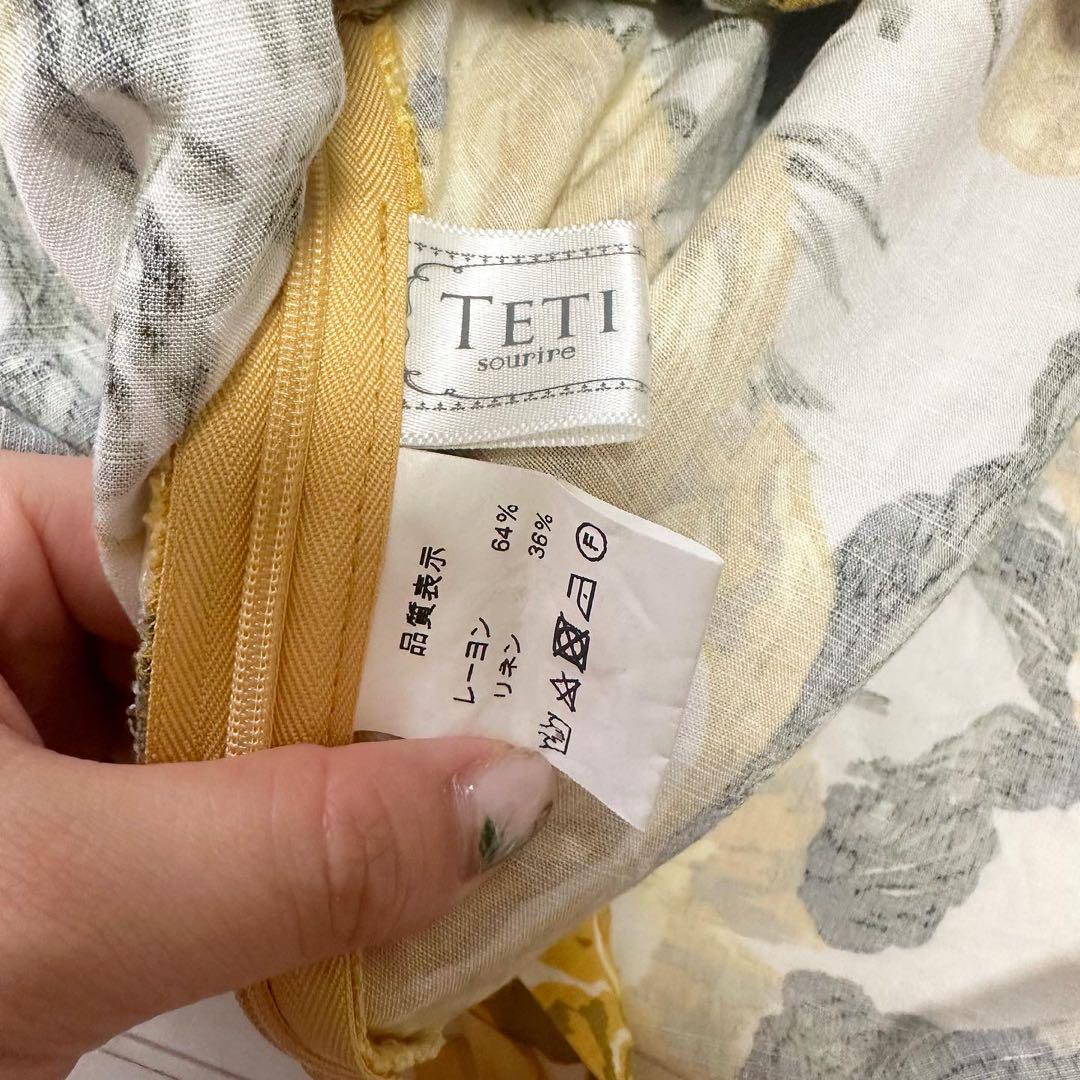 TETI
sourire
品質表示
レーヨン 64%
リネン 36%
F